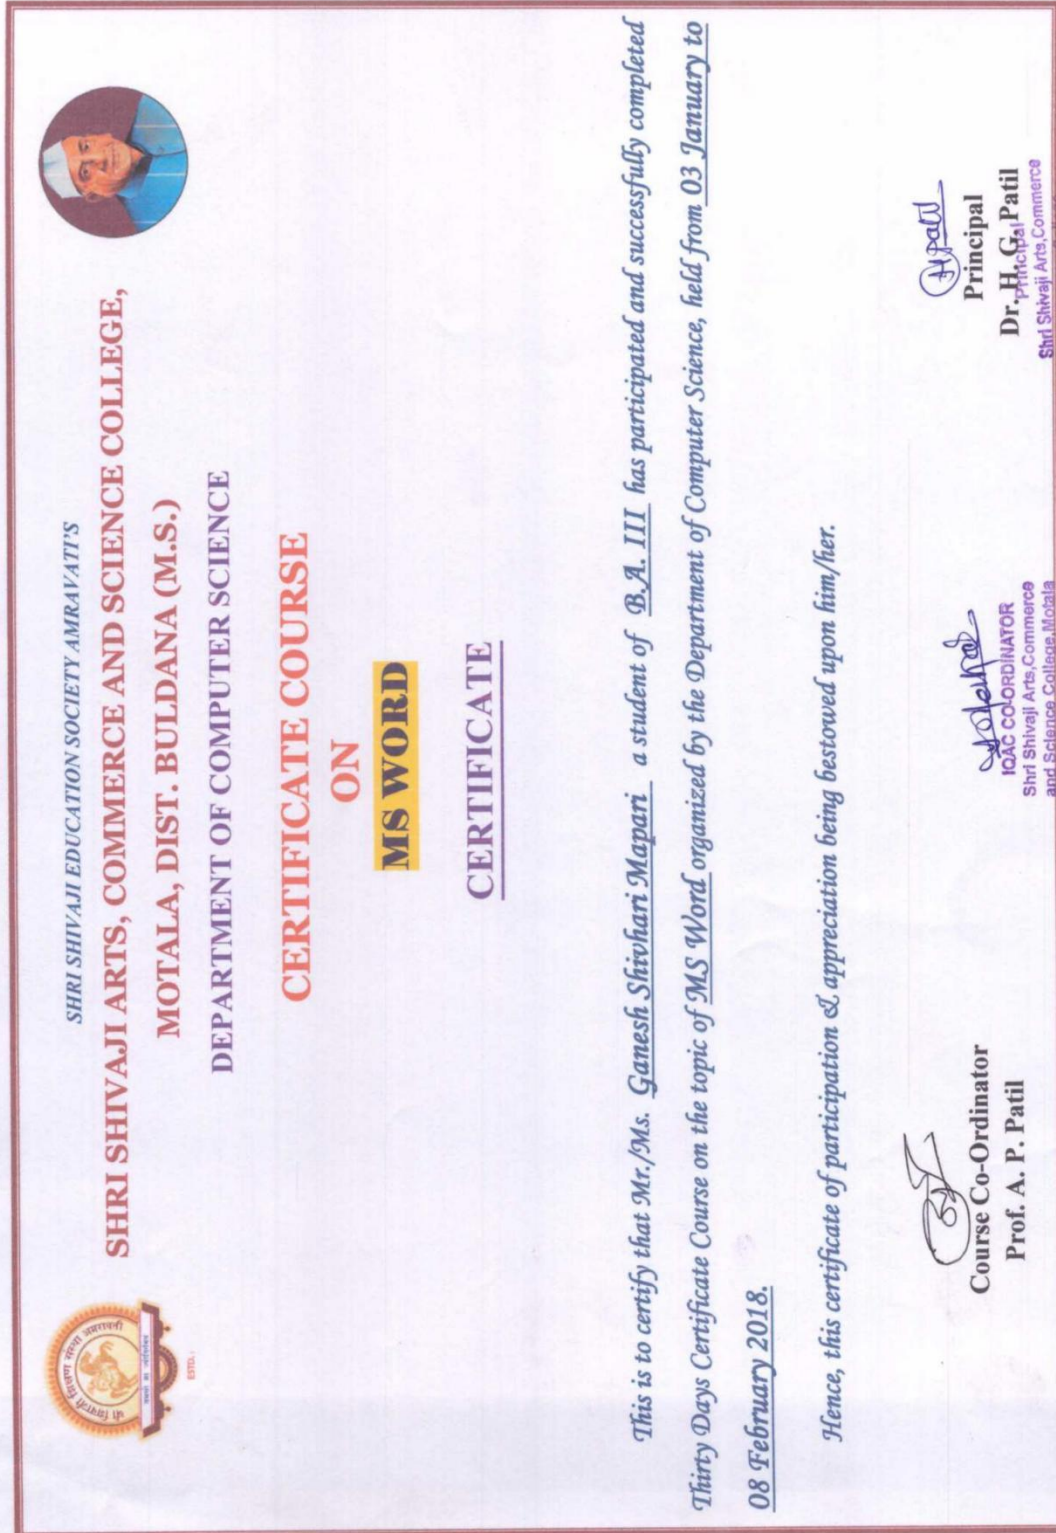 SHRI SHIVAJI EDUCATION SOCIETY AMRAVATI'S
SHRI SHIVAJI ARTS, COMMERCE AND SCIENCE COLLEGE,
MOTALA, DIST. BULDANA (M.S.)
DEPARTMENT OF COMPUTER SCIENCE
श्री शिवाजी शिक्षण संस्था अमरावती
ESTD.:
CERTIFICATE COURSE
ON
MS WORD
CERTIFICATE
This is to certify that Mr./Ms. Ganesh Shivhari Mapari a student of B.A. III has participated and successfully completed
Thirty Days Certificate Course on the topic of MS Word organized by the Department of Computer Science, held from 03 January to
08 February 2018.
Hence, this certificate of participation & appreciation being bestowed upon him/her.
Course Co-Ordinator
Prof. A. P. Patil
IQAC CO-ORDINATOR
Shri Shivaji Arts,Commerce
and Science College,Motala
Principal
Dr. H. G. Patil
Principal
Shri Shivaji Arts,Commerce